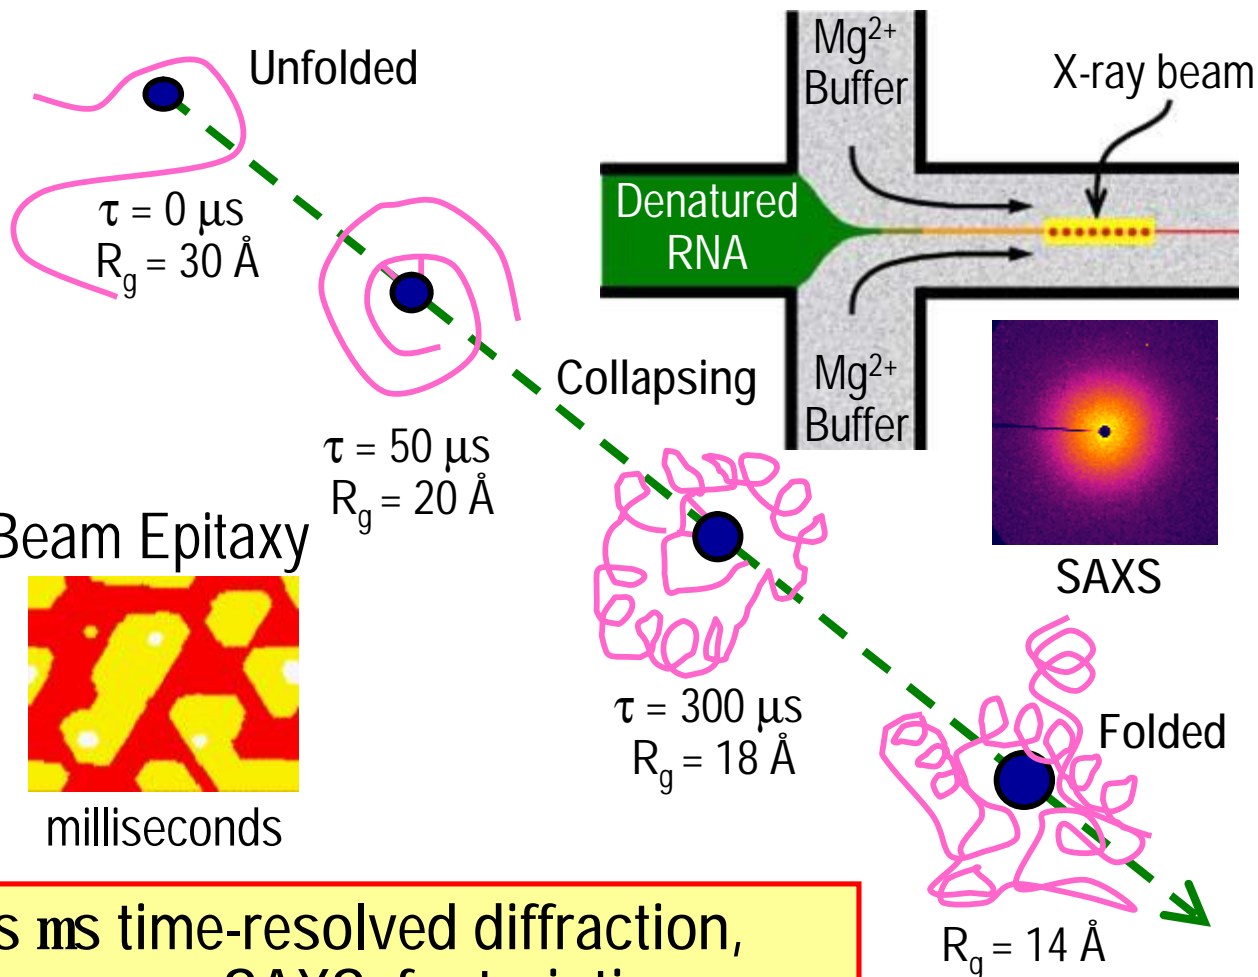 Unfolded
τ = 0 μs
Rg = 30 Å
τ = 50 μs
Rg = 20 Å
Collapsing
τ = 300 μs
Rg = 18 Å
Folded
Rg = 14 Å
Mg2+
Buffer
X-ray beam
Denatured
RNA
Mg2+
Buffer
SAXS
Beam Epitaxy
milliseconds
s ms time-resolved diffraction,
SAXS